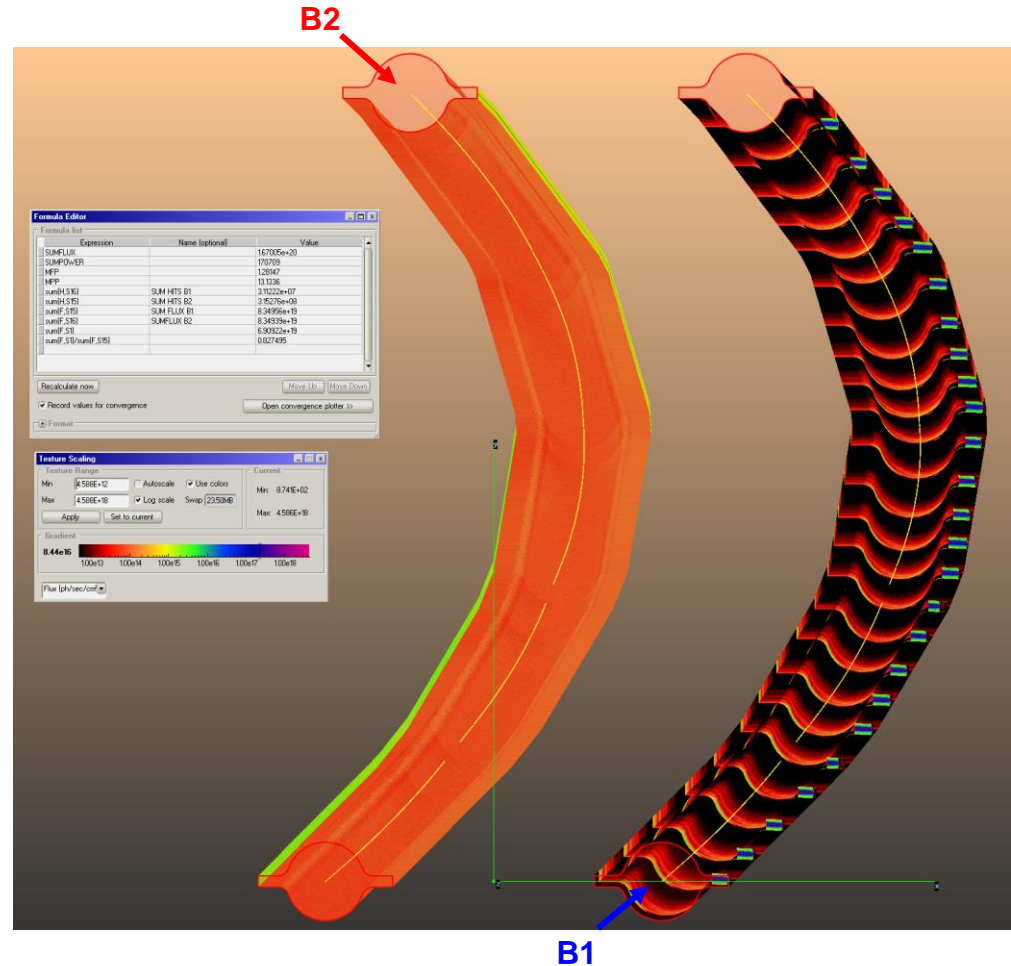 B2
Formula Editor
Formula list
Expression Name (optional) Value
SUMFLUX 1.67005e+20
SUMPOWER 170709
MFP 1.28147
MPP 13.1336
sum(H,S16) SUM HITS B1 3.11222e+07
sum(H,S15) SUM HITS B2 3.15276e+08
sum(F,S15) SUM FLUX B1 8.34956e+19
sum(F,S16) SUMFLUX B2 8.34939e+19
sum(F,S1) 6.90922e+19
sum(F,S1)/sum(F,S15) 0.827495
Recalculate now Move Up Move Down
Record values for convergence Open convergence plotter >>
Format
Texture Scaling
Texture Range Current
Min 4.588E+12 Autoscale Use colors Min: 8.741E+02
Max 4.588E+18 Log scale Swap 23.50MB Max: 4.586E+18
Apply Set to current
Gradient
8.44e16
1.00e13 1.00e14 1.00e15 1.00e16 1.00e17 1.00e18
Flux (ph/sec/cm²
B1